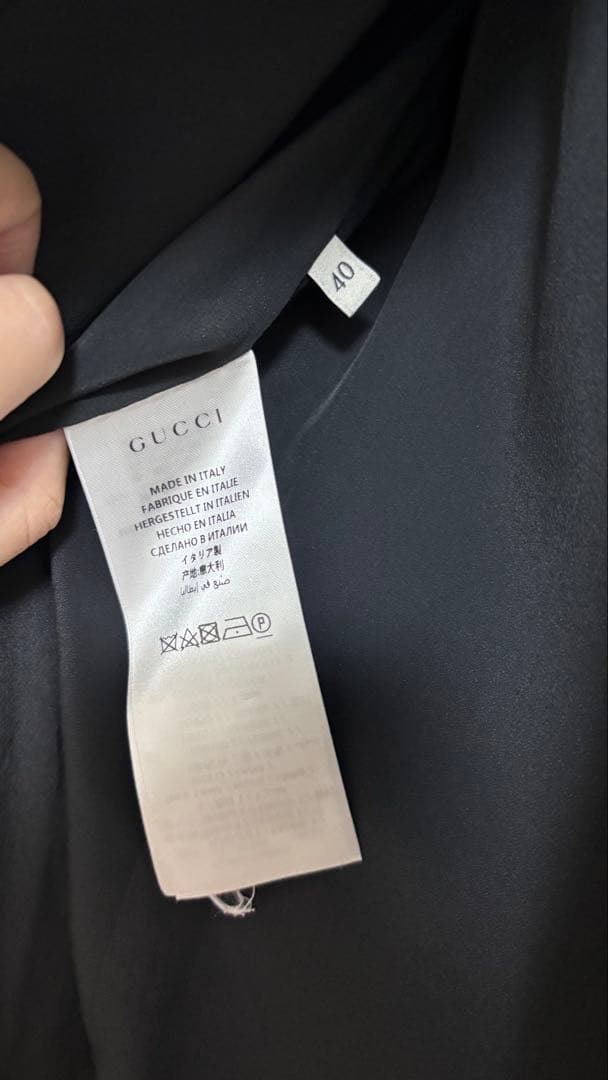 40
GUCCI
MADE IN ITALY
FABRIQUE EN ITALIE
HERGESTELLT IN ITALIEN
HECHO EN ITALIA
СДЕЛАНО В ИТАЛИИ
イタリア製
产地:意大利
صنع في إيطاليا
P